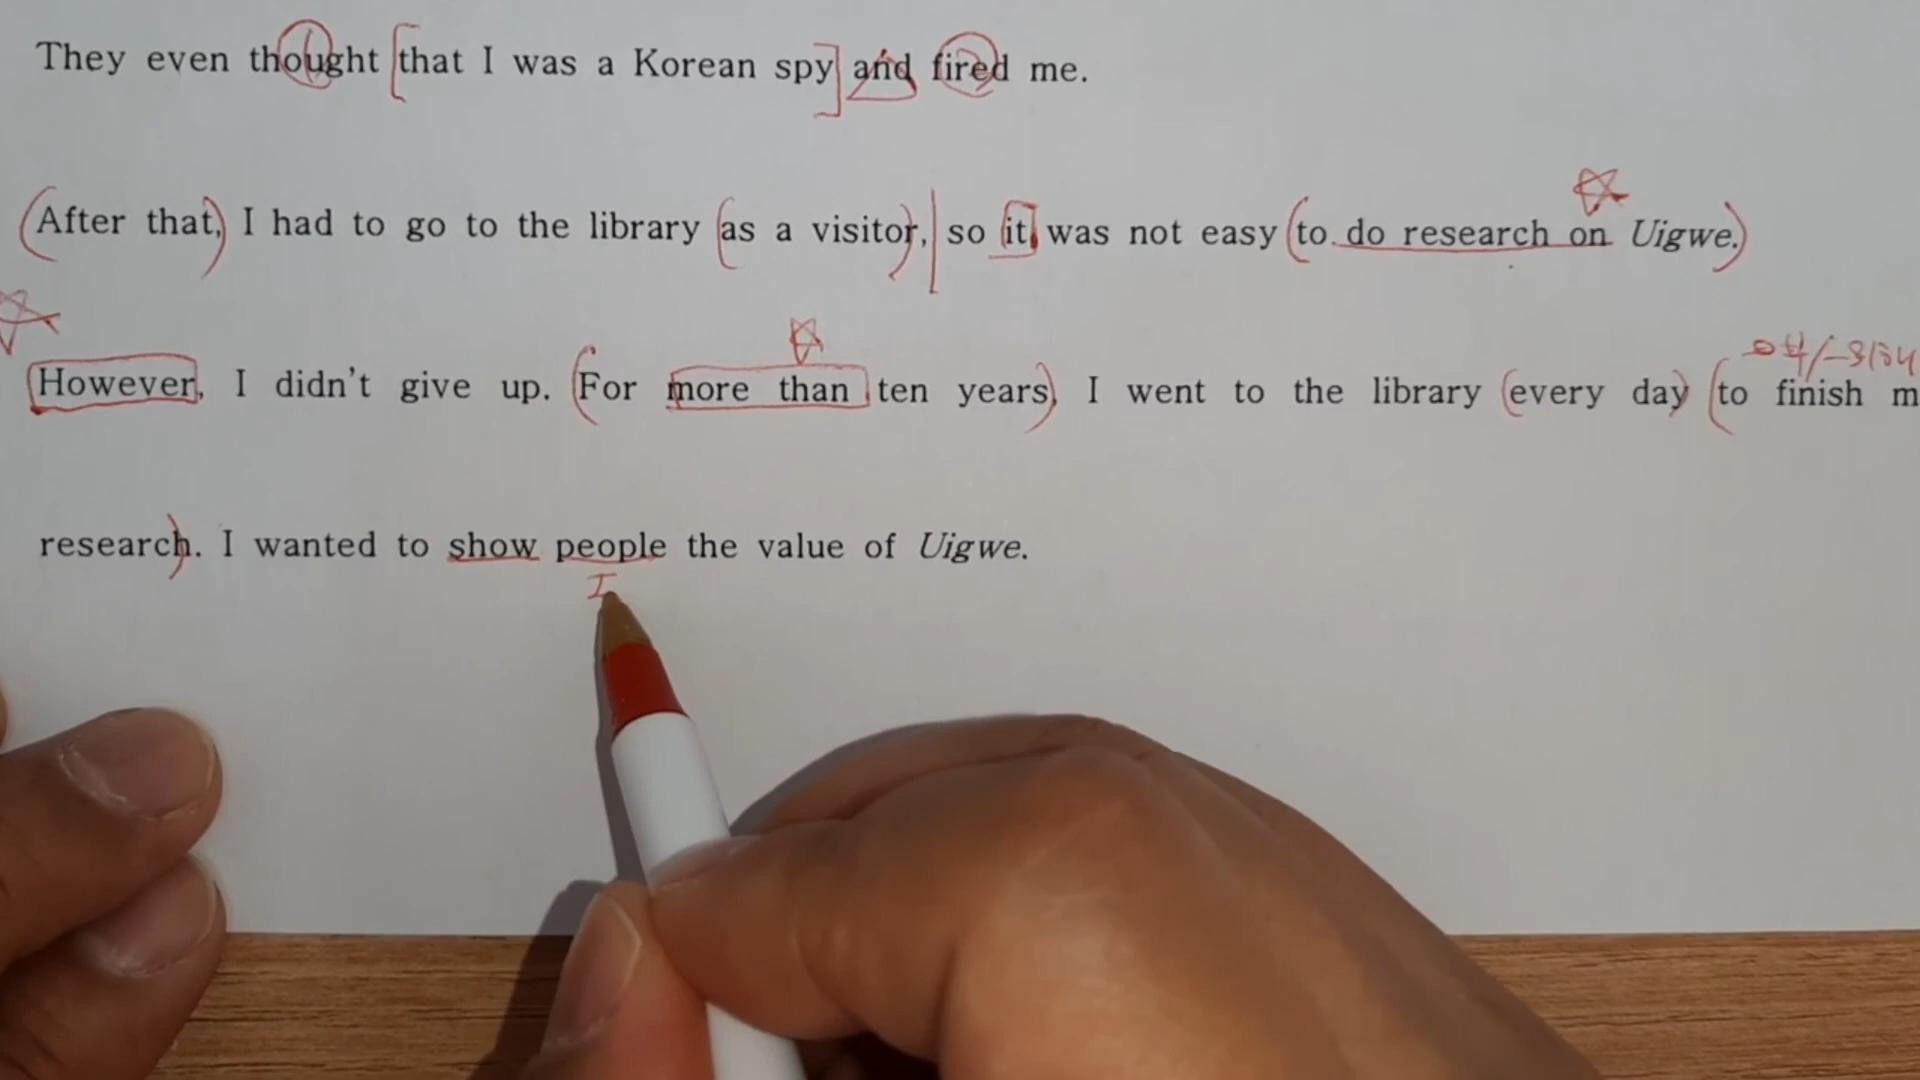 They even thought that I was a Korean spy and fired me.
After that, I had to go to the library as a visitor, so it was not easy to do research on Uigwe.
However, I didn't give up. For more than ten years, I went to the library every day to finish m
research. I wanted to show people the value of Uigwe.
I